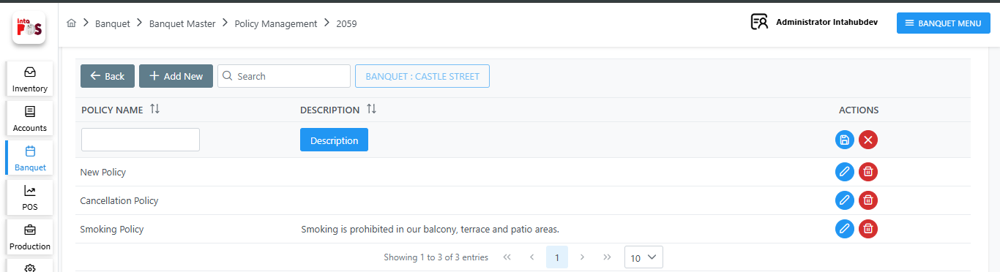 inta
POS
Banquet
Banquet Master
Policy Management
2059
Administrator Intahubdev
BANQUET MENU
Inventory
Accounts
Banquet
POS
Production
Back
Add New
Search
BANQUET : CASTLE STREET
POLICY NAME
DESCRIPTION
ACTIONS
Description
New Policy
Cancellation Policy
Smoking Policy
Smoking is prohibited in our balcony, terrace and patio areas.
Showing 1 to 3 of 3 entries
1
10